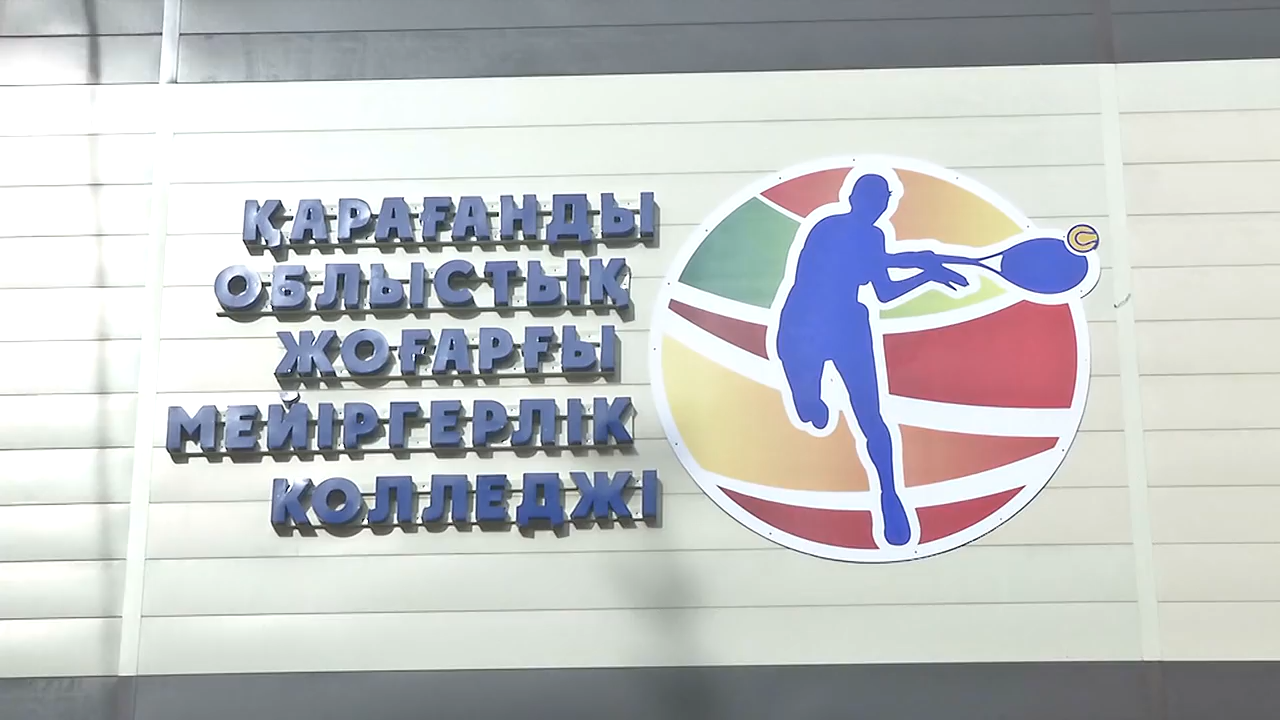 ҚАРАҒАНДЫ
ОБЛЫСТЫҚ
ЖОҒАРҒЫ
МЕЙІРГЕРЛІК
КОЛЛЕДЖІ